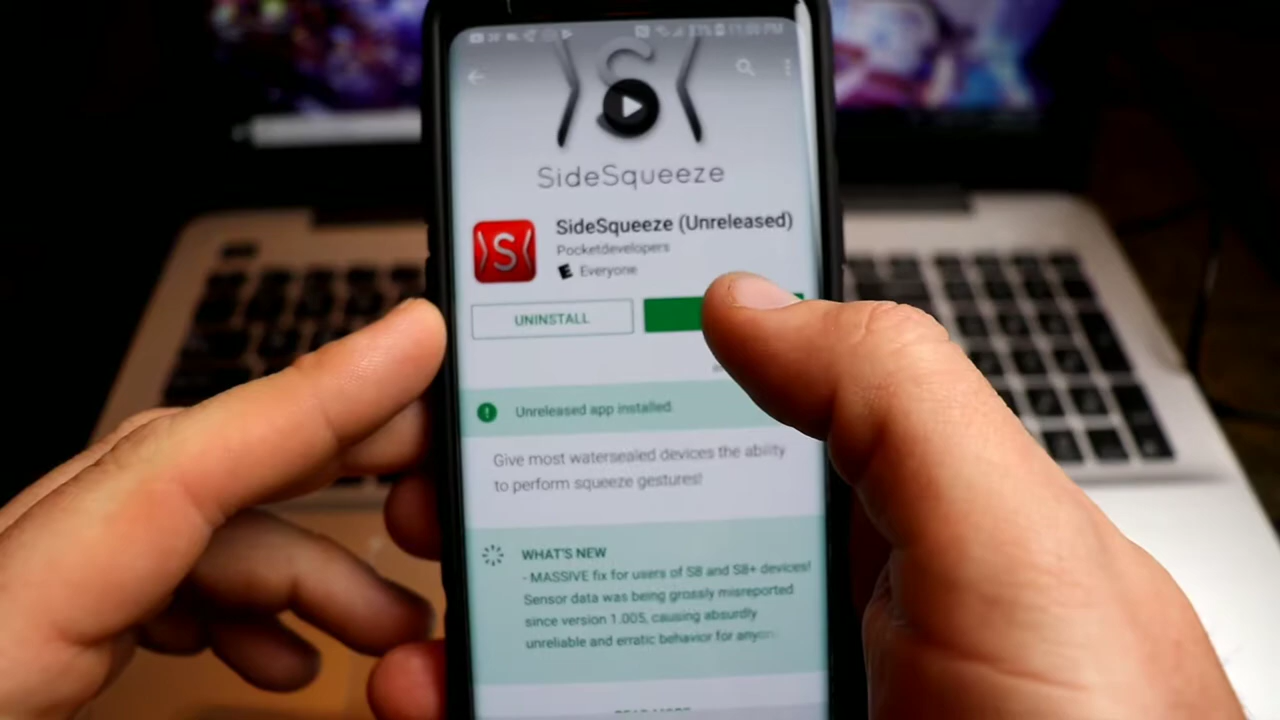 S
SideSqueeze
SideSqueeze (Unreleased)
S
Pocketdevelopers
E Everyone
UNINSTALL
Unreleased app installed
Give most watersealed devices the ability
to perform squeeze gestures!
WHAT'S NEW
- MASSIVE fix for users of S8 and S8+ devices!
Sensor data was being grossly misreported
since version 1.005, causing absurdly
unreliable and erratic behavior for anyon
READ MORE